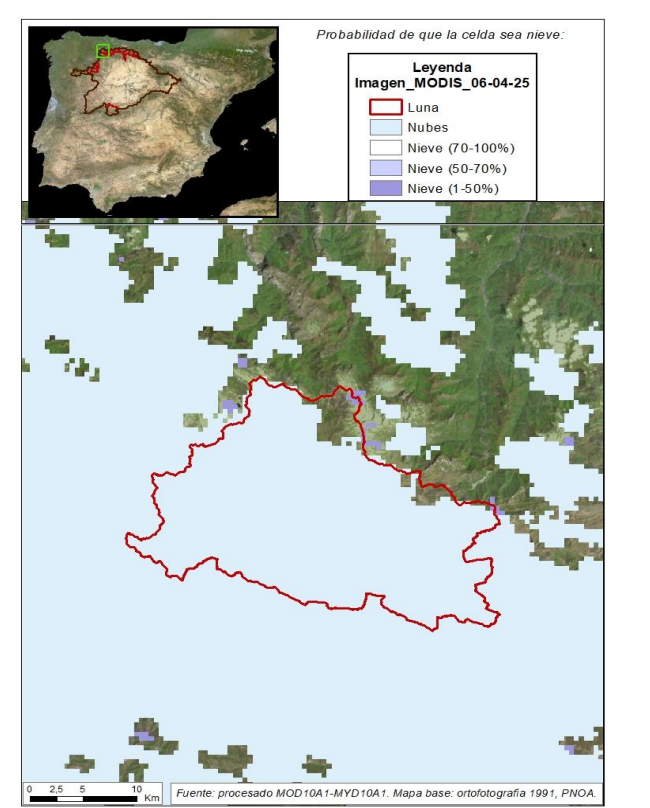 Probabilidad de que la celda sea nieve:
Leyenda
Imagen_MODIS_06-04-25
Luna
Nubes
Nieve (70-100%)
Nieve (50-70%)
Nieve (1-50%)
0 2,5 5 10
Km
Fuente: procesado MOD10A1-MYD10A1. Mapa base: ortofotografia 1991, PNOA.